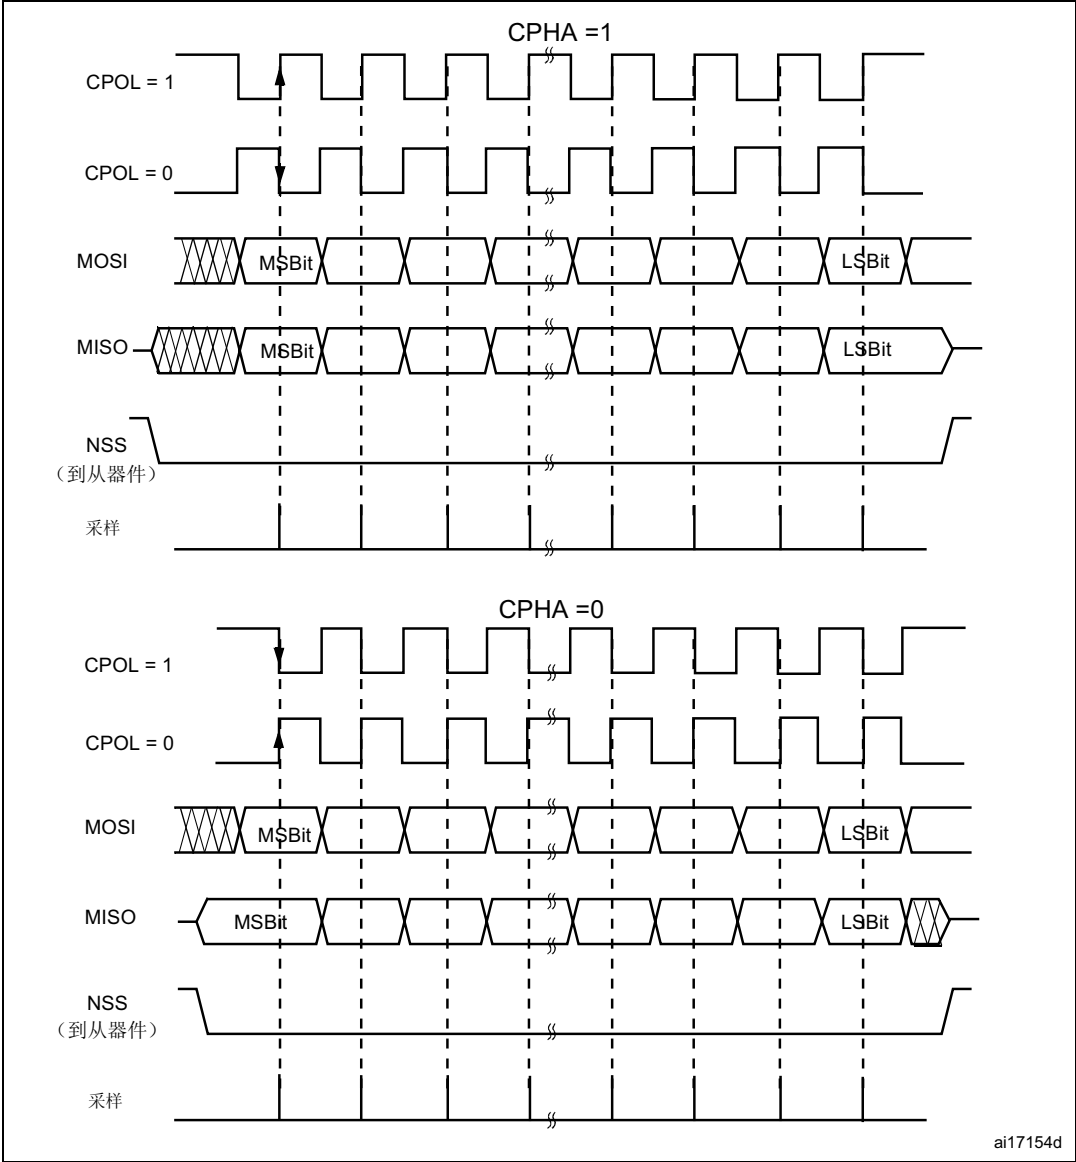 CPHA =1
CPOL = 1
CPOL = 0
MOSI
MSBit
LSBit
MISO
MSBit
LSBit
NSS
（到从器件）
采样
CPHA =0
CPOL = 1
CPOL = 0
MOSI
MSBit
LSBit
MISO
MSBit
LSBit
NSS
（到从器件）
采样
ai17154d